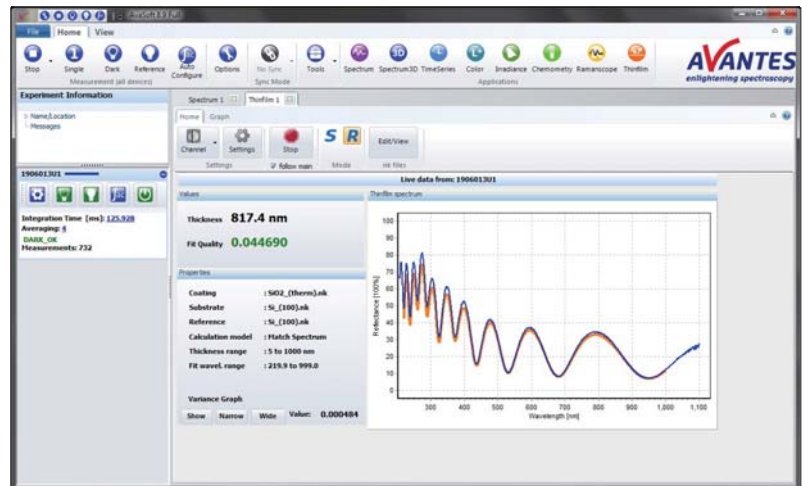 AvaSoft 8.5 Full
File Home View
Stop Single Dark Reference Auto Configure Options No Sync Tools Spectrum Spectrum3D TimeSeries Color Irradiance Chemometry Ramanscope Thinfilm
Measurement (all devices) Sync Mode Applications
AVANTES
enlightening spectroscopy
Experiment Information
Name/Location
Messages
1906013U1
Integration Time [ms]: 125.928
Averaging: 4
DARK_OK
Measurements: 732
Spectrum 1 Thinfilm 1
Home Graph
Channel Settings Stop S R Edit/View
Settings follow main Mode nk files
Live data from: 1906013U1
Values
Thickness 817.4 nm
Fit Quality 0.044690
Properties
Coating : SiO2_(therm).nk
Substrate : Si_(100).nk
Reference : Si_(100).nk
Calculation model : Match Spectrum
Thickness range : 5 to 1000 nm
Fit wavel. range : 219.9 to 999.0
Variance Graph
Show Narrow Wide Value: 0.000484
Thinfilm spectrum
Reflectance [100%]
100
90
80
70
60
50
40
30
20
10
0
300 400 500 600 700 800 900 1,000 1,100
Wavelength [nm]